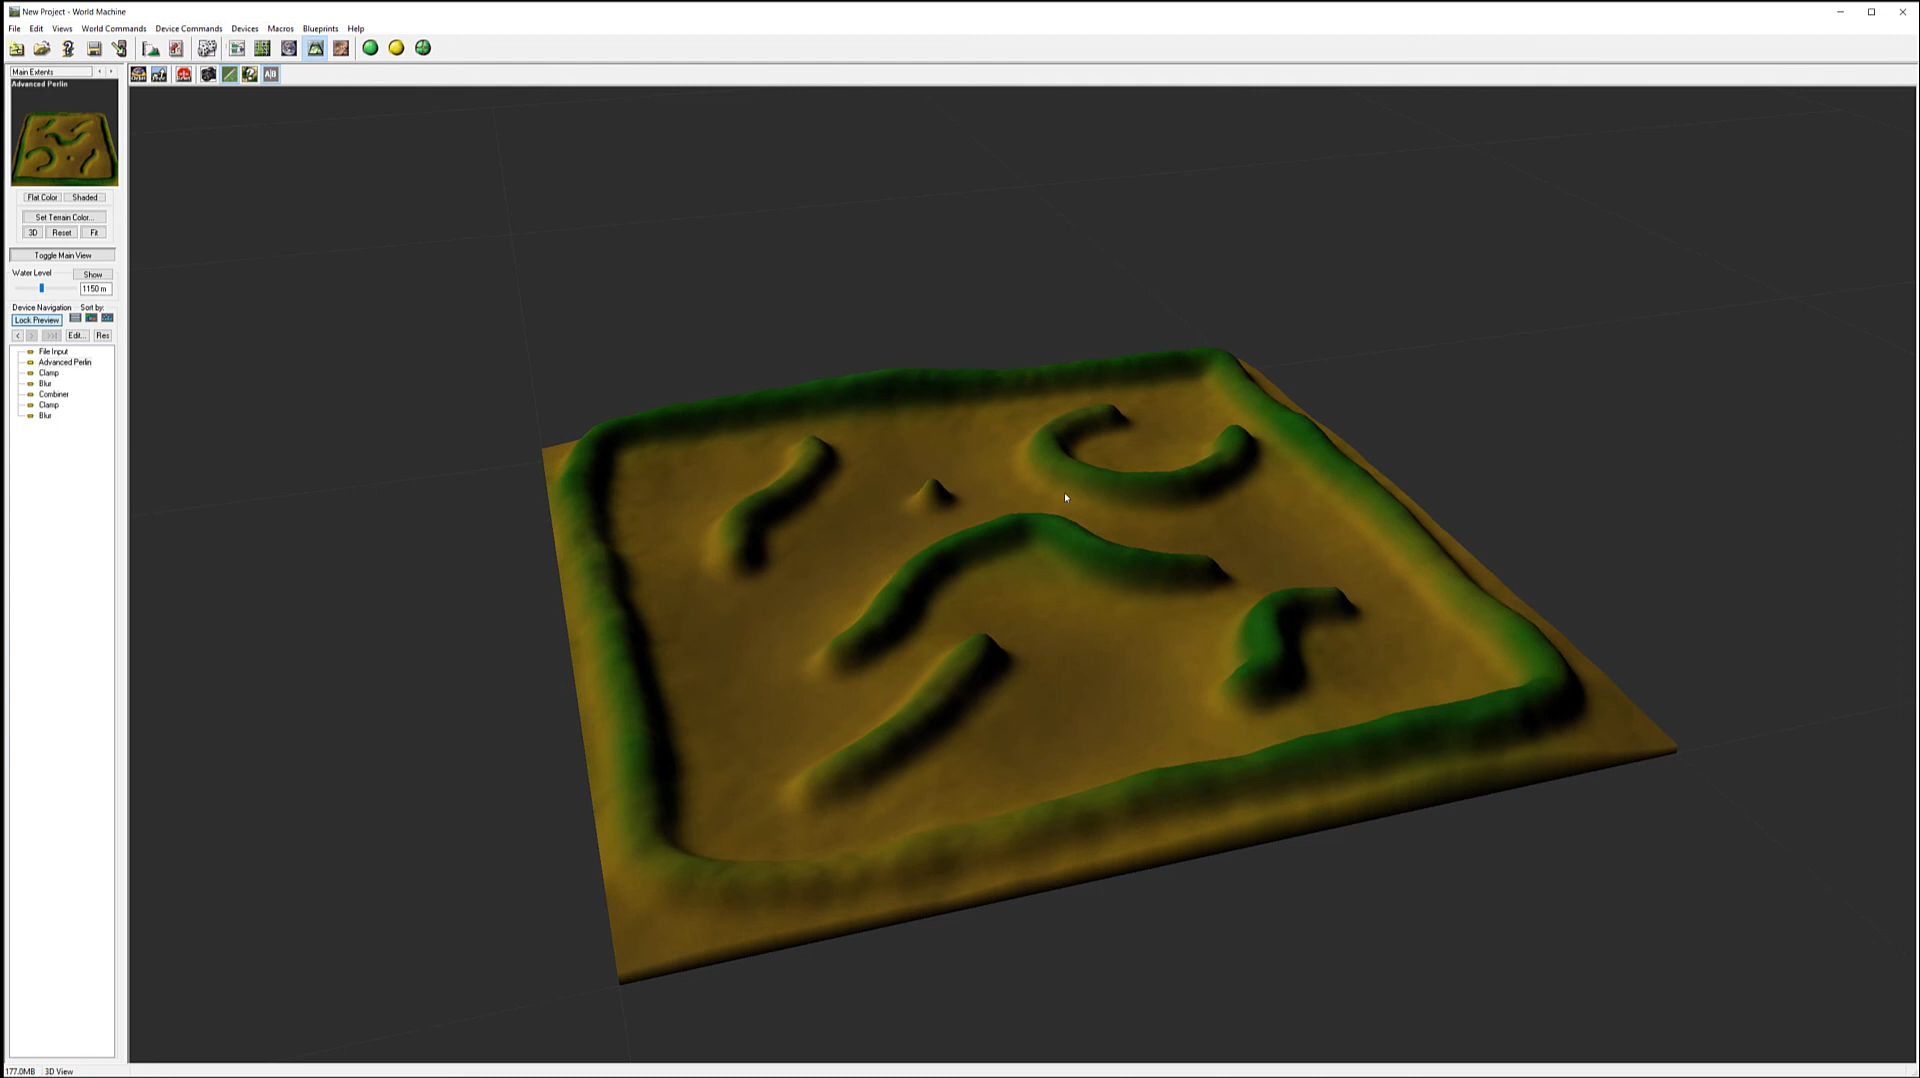 New Project - World Machine
File Edit Views World Commands Device Commands Devices Macros Blueprints Help
Main Extents
Advanced Perlin
Flat Color Shaded
Set Terrain Color...
3D Reset Fit
Toggle Main View
Water Level Show
1150 m
Device Navigation Sort by:
Lock Preview
Edit... Res
File Input
Advanced Perlin
Clamp
Blur
Combiner
Clamp
Blur
177.0MB 3D View